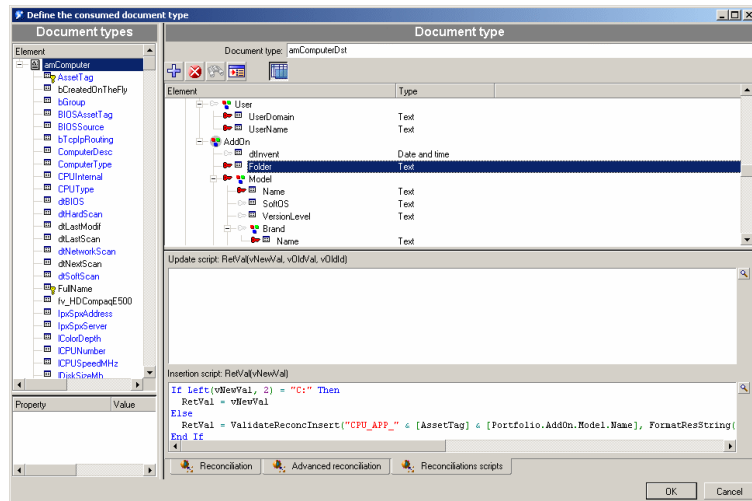 Define the consumed document type
Document types
Document type
Element
amComputer
AssetTag
bCreatedOnTheFly
bGroup
BIOSAssetTag
BIOSSource
bTcpIpRouting
ComputerDesc
ComputerType
CPUInternal
CPUType
dtBIOS
dtHardScan
dtLastModif
dtLastScan
dtNetworkScan
dtNextScan
dtSoftScan
FullName
fv_HDCompaqE500
IpxSpxAddress
IpxSpxServer
lColorDepth
lCPUNumber
lCPUSpeedMHz
lDiskSizeMb
Property Value
Document type: amComputerDst
Element Type
User
UserDomain Text
UserName Text
AddOn
dtInvent Date and time
Folder Text
Model
Name Text
SoftOS Text
VersionLevel Text
Brand
Name Text
Update script: RetVal(vNewVal, vOldVal, vOldId)
Insertion script: RetVal(vNewVal)
If Left(vNewVal, 2) = "C:" Then
RetVal = vNewVal
Else
RetVal = ValidateReconcInsert("CPU_APP_" & [AssetTag] & [Portfolio.AddOn.Model.Name], FormatResString(
End If
Reconciliation Advanced reconciliation Reconciliations scripts
OK Cancel